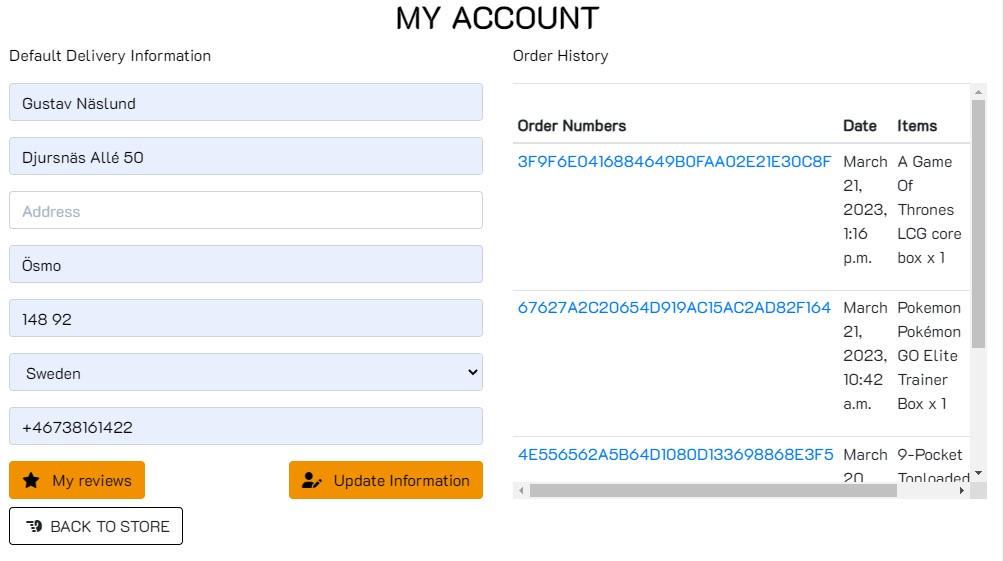 MY ACCOUNT
Default Delivery Information
Gustav Näslund
Djursnäs Allé 50
Address
Ösmo
148 92
Sweden
+46738161422
My reviews
Update Information
BACK TO STORE
Order History
Order Numbers Date Items
3F9F6E0416884649B0FAA02E21E30C8F March A Game
21, Of
2023, Thrones
1:16 LCG core
p.m. box x 1
67627A2C20654D919AC15AC2AD82F164 March Pokemon
21, Pokémon
2023, GO Elite
10:42 Trainer
a.m. Box x 1
4E556562A5B64D1080D133698868E3F5 March 9-Pocket
20 Toploaded